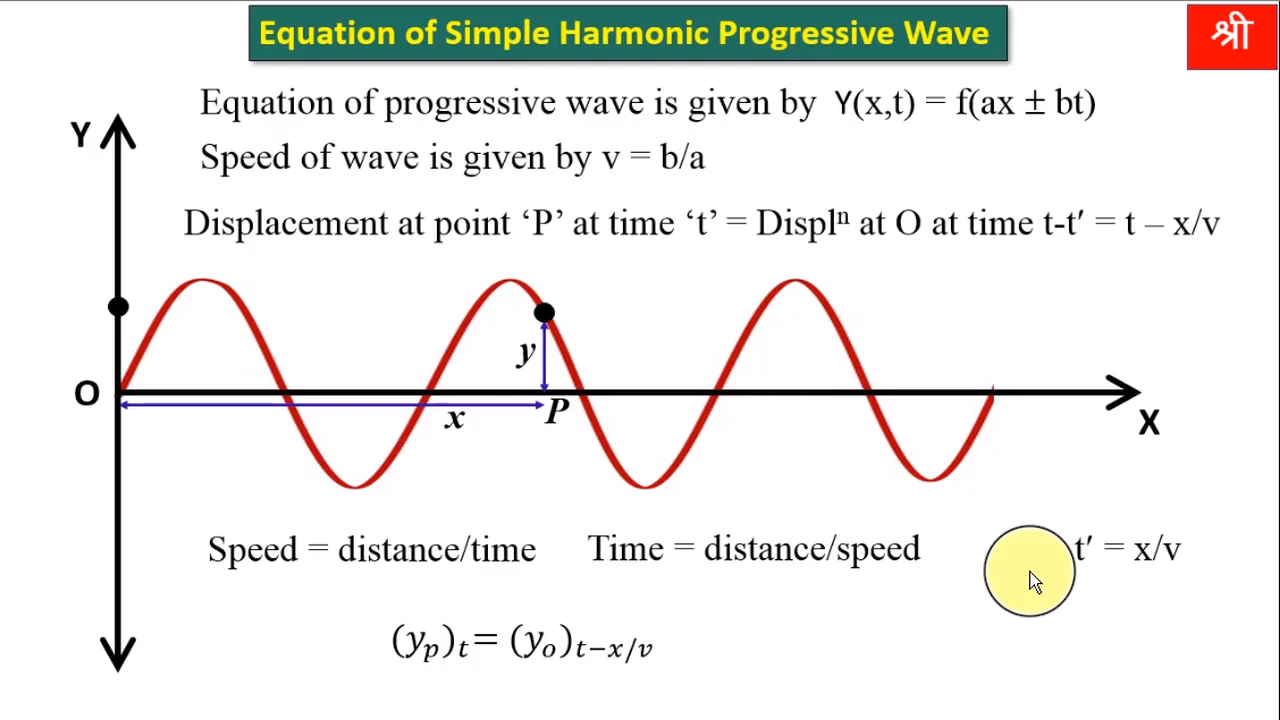 Equation of Simple Harmonic Progressive Wave
श्री
Equation of progressive wave is given by Y(x,t) = f(ax ± bt)
Speed of wave is given by v = b/a
Displacement at point ‘P’ at time ‘t’ = Displⁿ at O at time t-t′ = t – x/v
Y
y
O
x
P
X
Speed = distance/time Time = distance/speed t′ = x/v
(yₚ)ₜ= (yₒ)ₜ₋ₓ/ᵥ